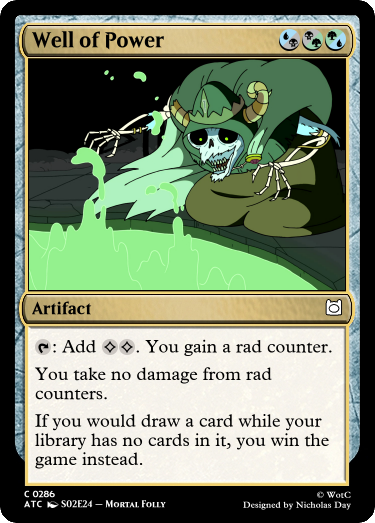 Well of Power
Artifact
: Add . You gain a rad counter.
You take no damage from rad
counters.
If you would draw a card while your
library has no cards in it, you win the
game instead.
C 0286
ATC S02E24 — Mortal Folly
© WotC
Designed by Nicholas Day